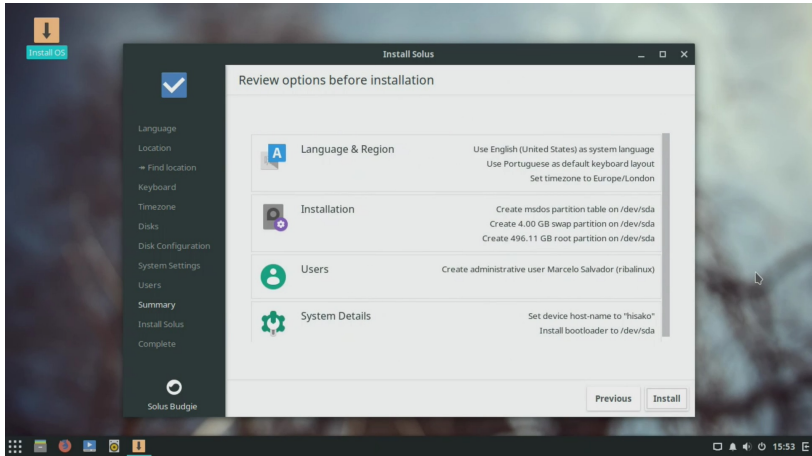 Install OS
Install Solus
Review options before installation
Language
Location
→ Find location
Keyboard
Timezone
Disks
Disk Configuration
System Settings
Users
Summary
Install Solus
Complete
Solus Budgie
A
Language & Region
Use English (United States) as system language
Use Portuguese as default keyboard layout
Set timezone to Europe/London
Installation
Create msdos partition table on /dev/sda
Create 4.00 GB swap partition on /dev/sda
Create 496.11 GB root partition on /dev/sda
Users
Create administrative user Marcelo Salvador (ribalinux)
System Details
Set device host-name to "hisako"
Install bootloader to /dev/sda
Previous
Install
15:53